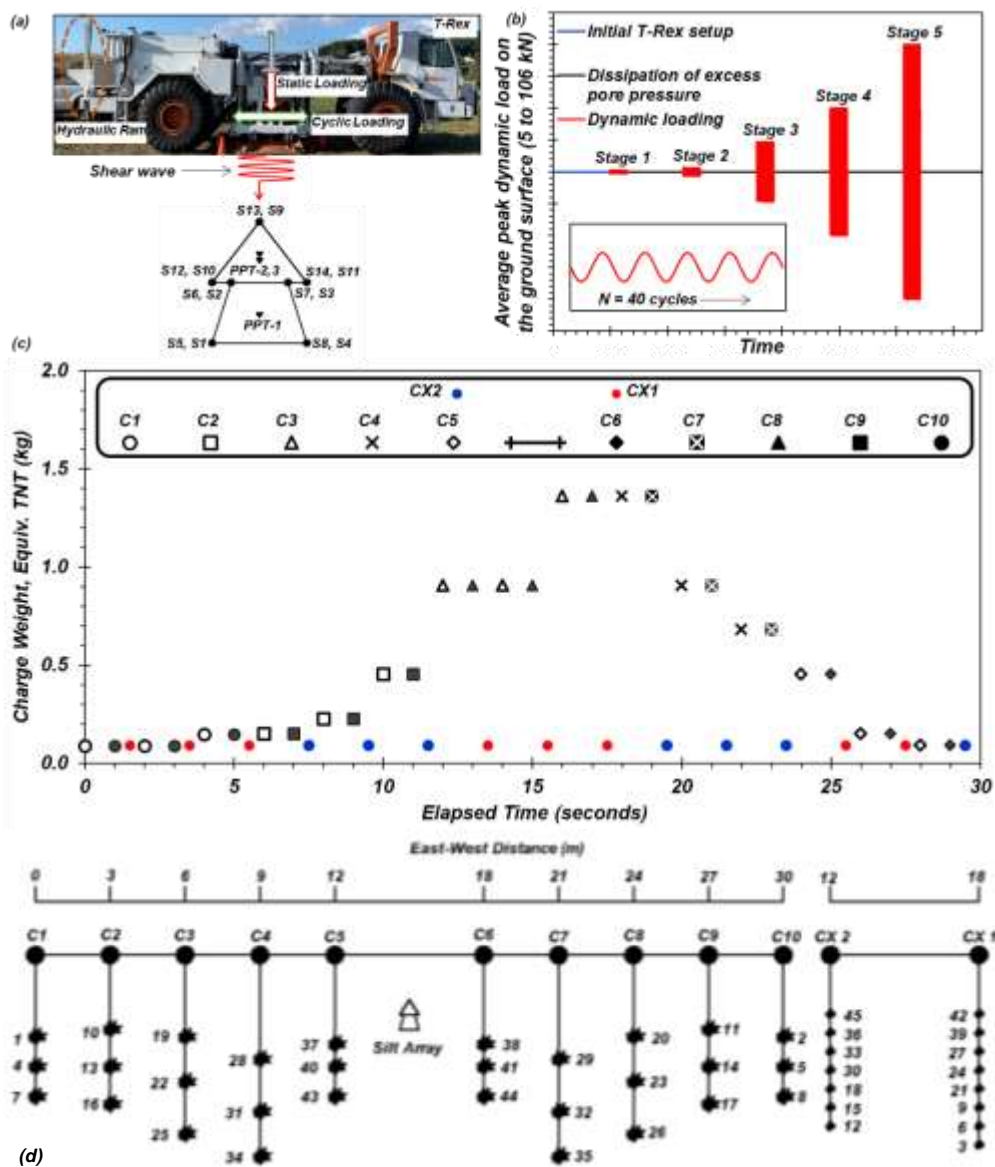 (a)
T-Rex
Static Loading
Hydraulic Ram
Cyclic Loading
Shear wave
S13, S9
S12, S10
PPT-2,3
S14, S11
S6, S2
S7, S3
PPT-1
S5, S1
S8, S4
(b)
Average peak dynamic load on
the ground surface (5 to 106 kN)
Initial T-Rex setup
Dissipation of excess
pore pressure
Dynamic loading
Stage 1
Stage 2
Stage 3
Stage 4
Stage 5
N = 40 cycles
Time
(c)
Charge Weight, Equiv. TNT (kg)
2.0
1.5
1.0
0.5
0.0
CX2 CX1
C1 C2 C3 C4 C5 C6 C7 C8 C9 C10
0 5 10 15 20 25 30
Elapsed Time (seconds)
East-West Distance (m)
0 3 6 9 12 18 21 24 27 30 12 18
C1 C2 C3 C4 C5 C6 C7 C8 C9 C10 CX 2 CX 1
1
4
7
10
13
16
19
22
25
28
31
34
37
40
43
Silt Array
38
41
44
29
32
35
20
23
26
11
14
17
2
5
8
45
36
33
30
18
15
12
42
39
27
24
21
9
6
3
(d)